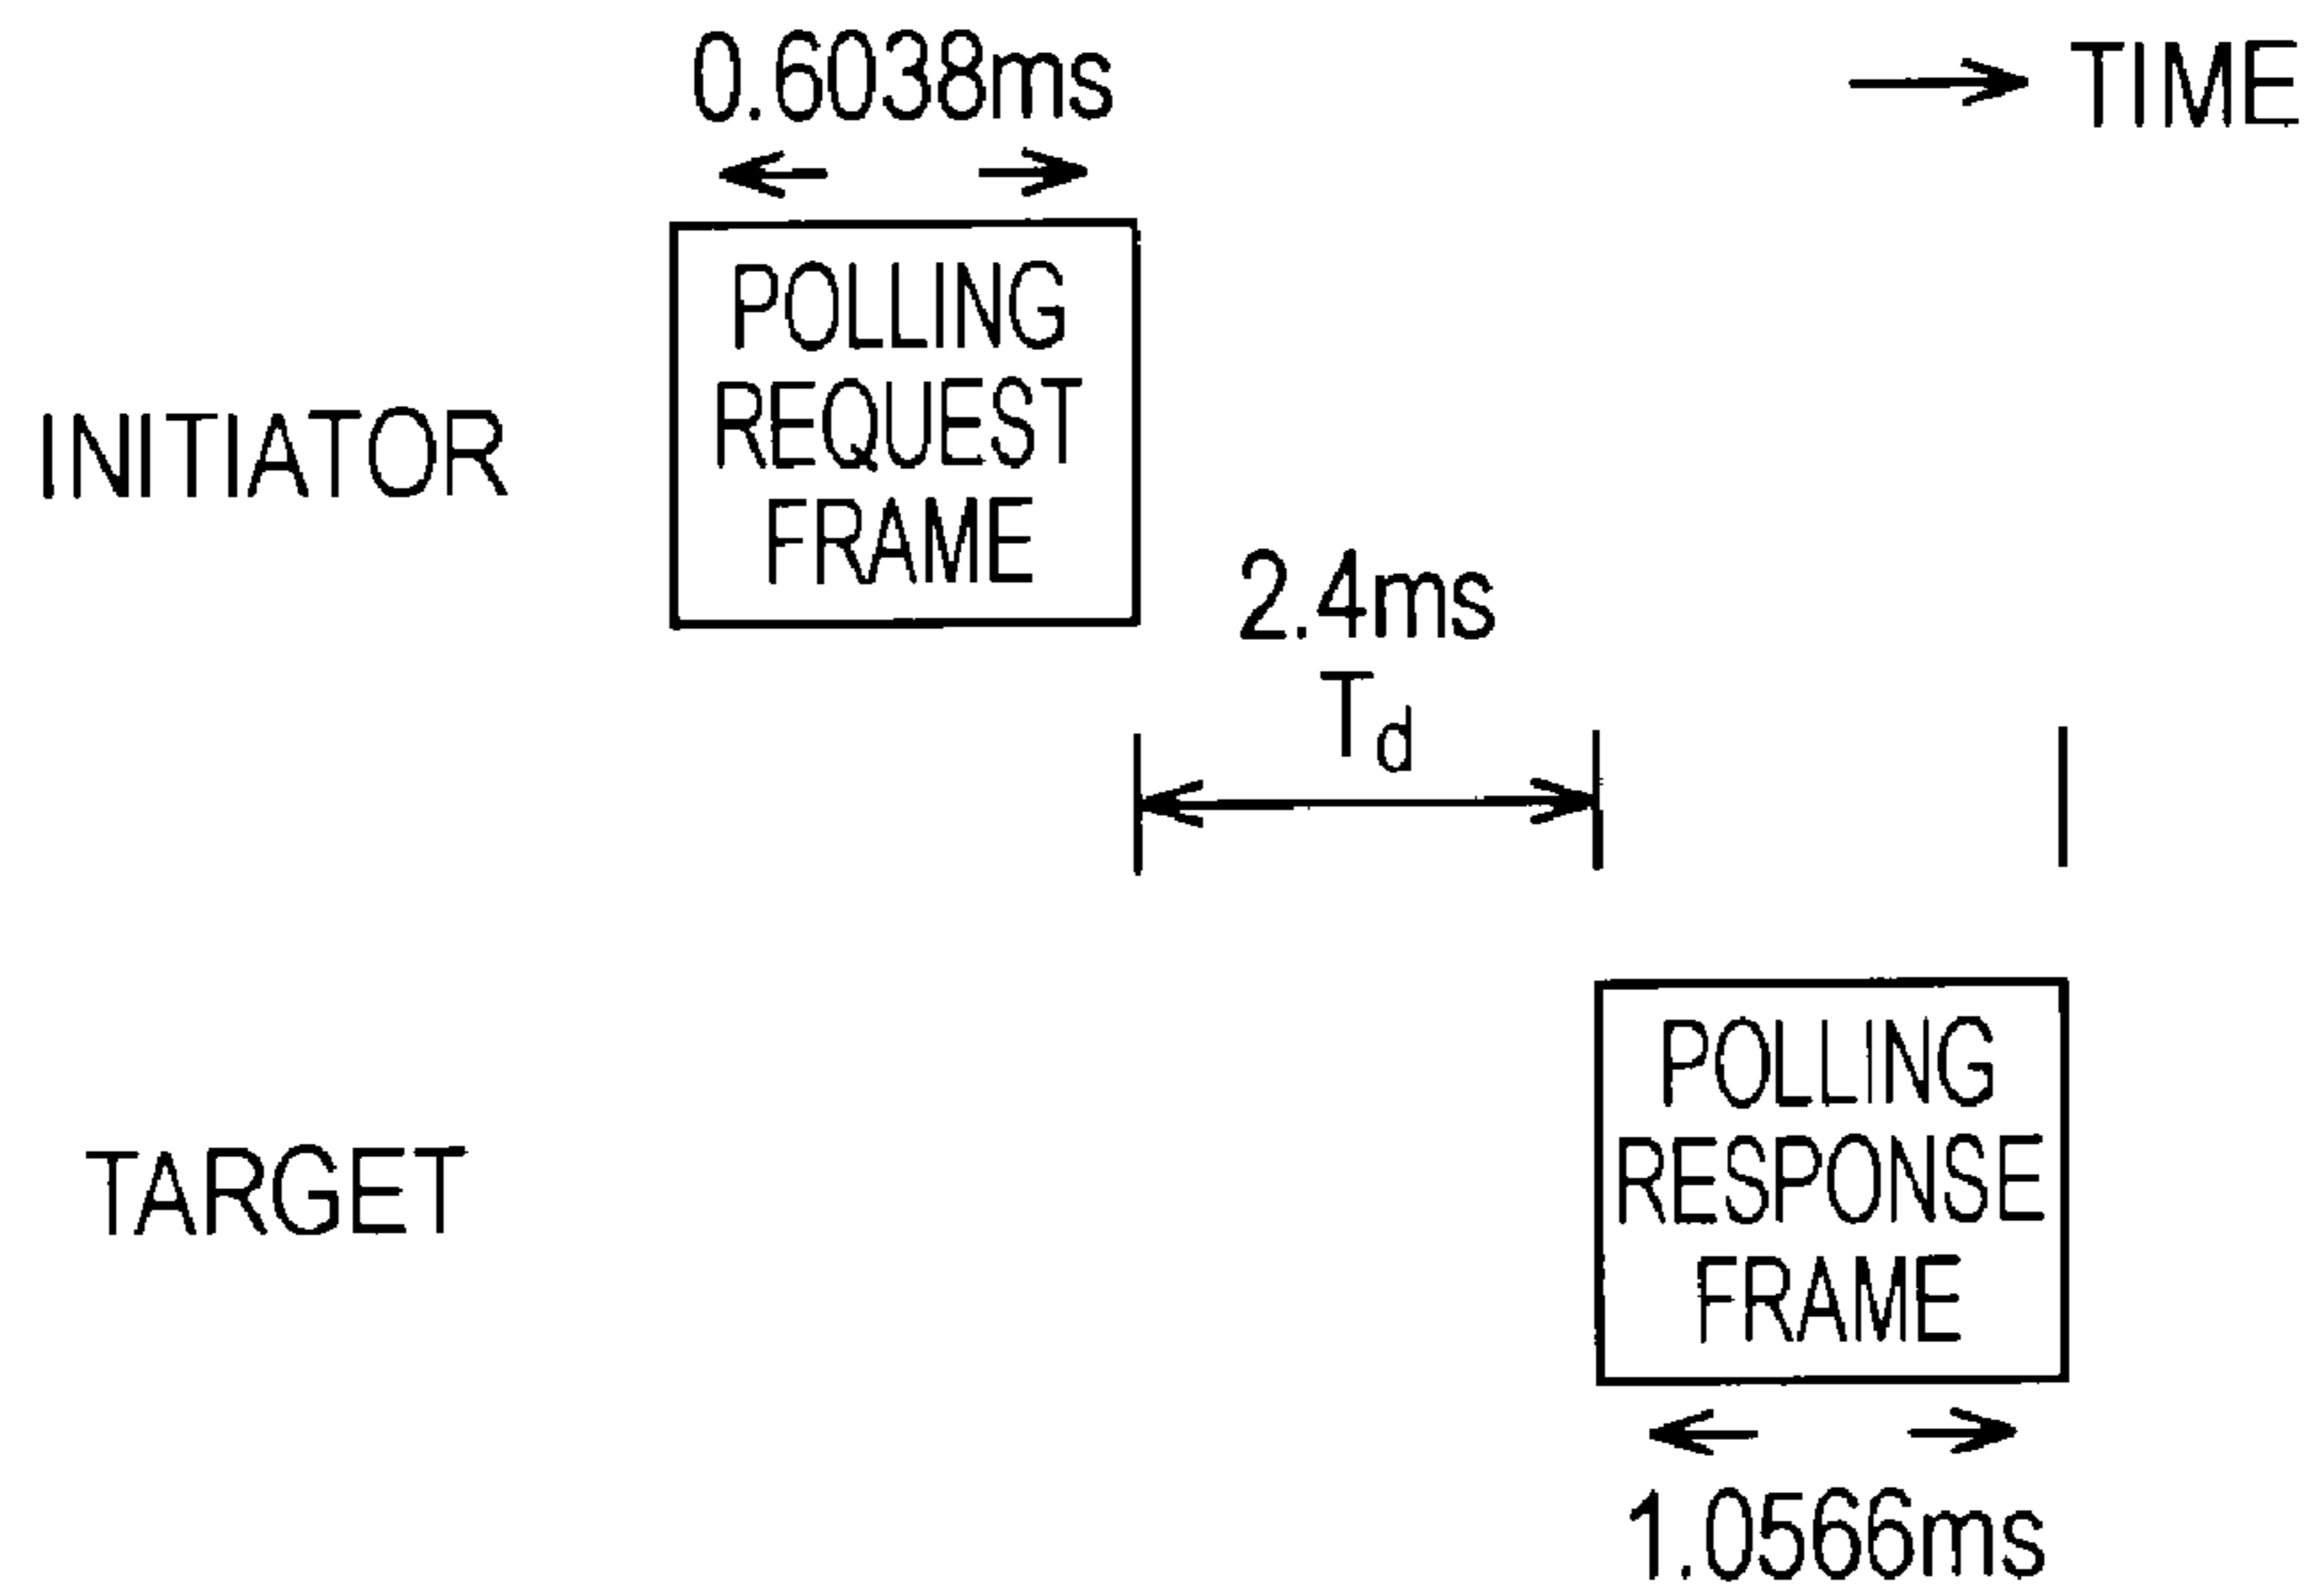 0.6038ms
TIME
POLLING
REQUEST
FRAME
INITIATOR
2.4ms
Td
POLLING
RESPONSE
FRAME
TARGET
1.0566ms